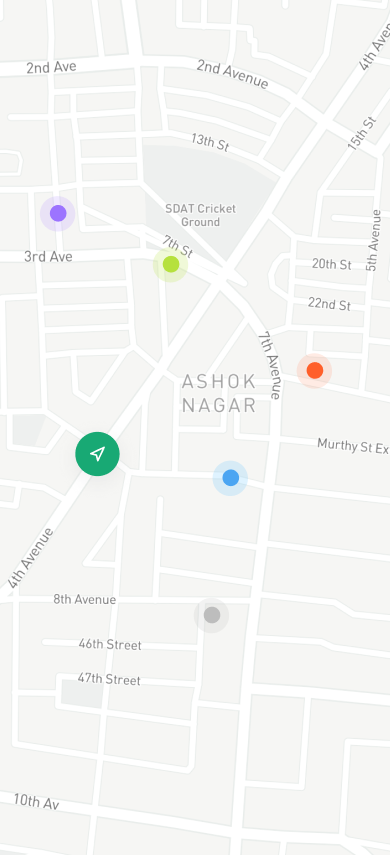 4th Aven
2nd Ave
2nd Avenue
15th St
13th St
SDAT Cricket
Ground
5th Avenue
7th St
3rd Ave
20th St
22nd St
7th Avenue
ASHOK
NAGAR
Murthy St Ex
4th Avenue
8th Avenue
46th Street
47th Street
10th Av